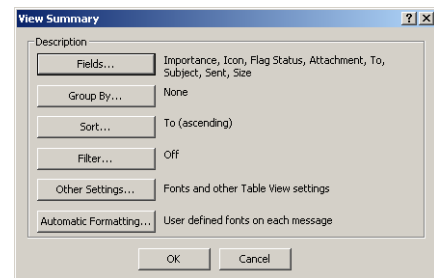 View Summary
Description
Fields...
Importance, Icon, Flag Status, Attachment, To,
Subject, Sent, Size
Group By...
None
Sort...
To (ascending)
Filter...
Off
Other Settings...
Fonts and other Table View settings
Automatic Formatting...
User defined fonts on each message
OK
Cancel